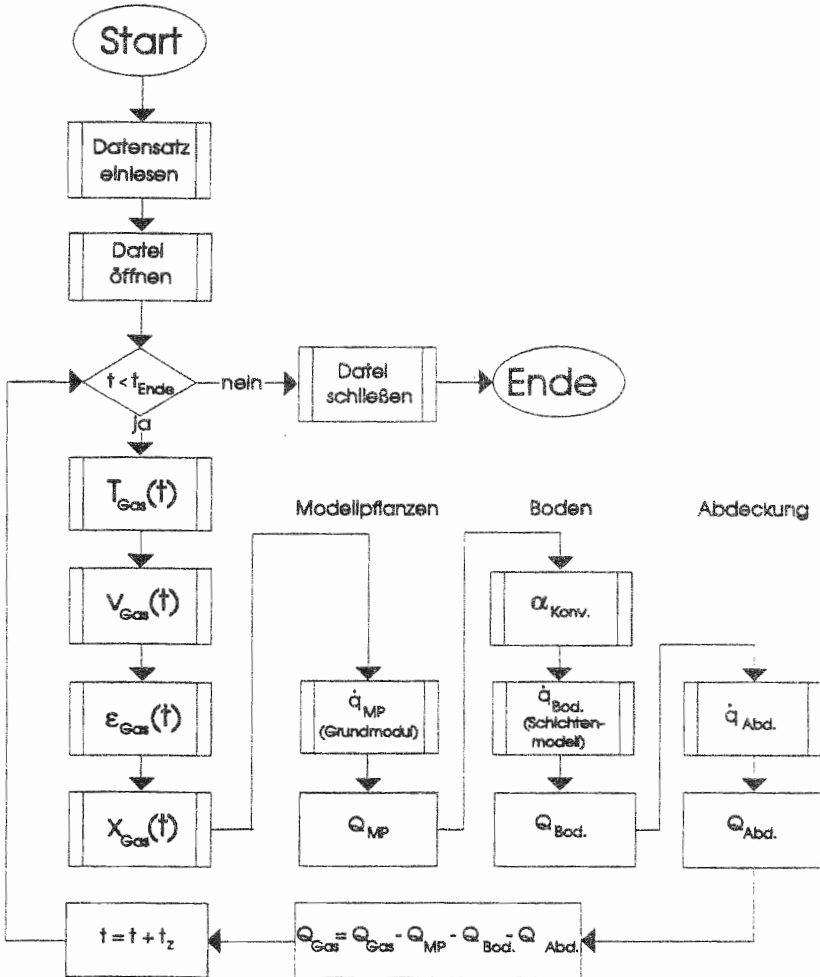 Start
Datensatz
einlesen
Datei
öffnen
t < t_Ende
nein
Datei
schließen
Ende
ja
T_Gas(t)
Modellpflanzen
Boden
Abdeckung
v_Gas(t)
α_Konv.
ε_Gas(t)
q̇_MP
(Grundmodul)
q̇_Bod.
(Schichten-
modell)
q̇_Abd.
X_Gas(t)
Q_MP
Q_Bod.
Q_Abd.
t = t + t_z
Q_Gas = Q_Gas - Q_MP - Q_Bod. - Q_Abd.